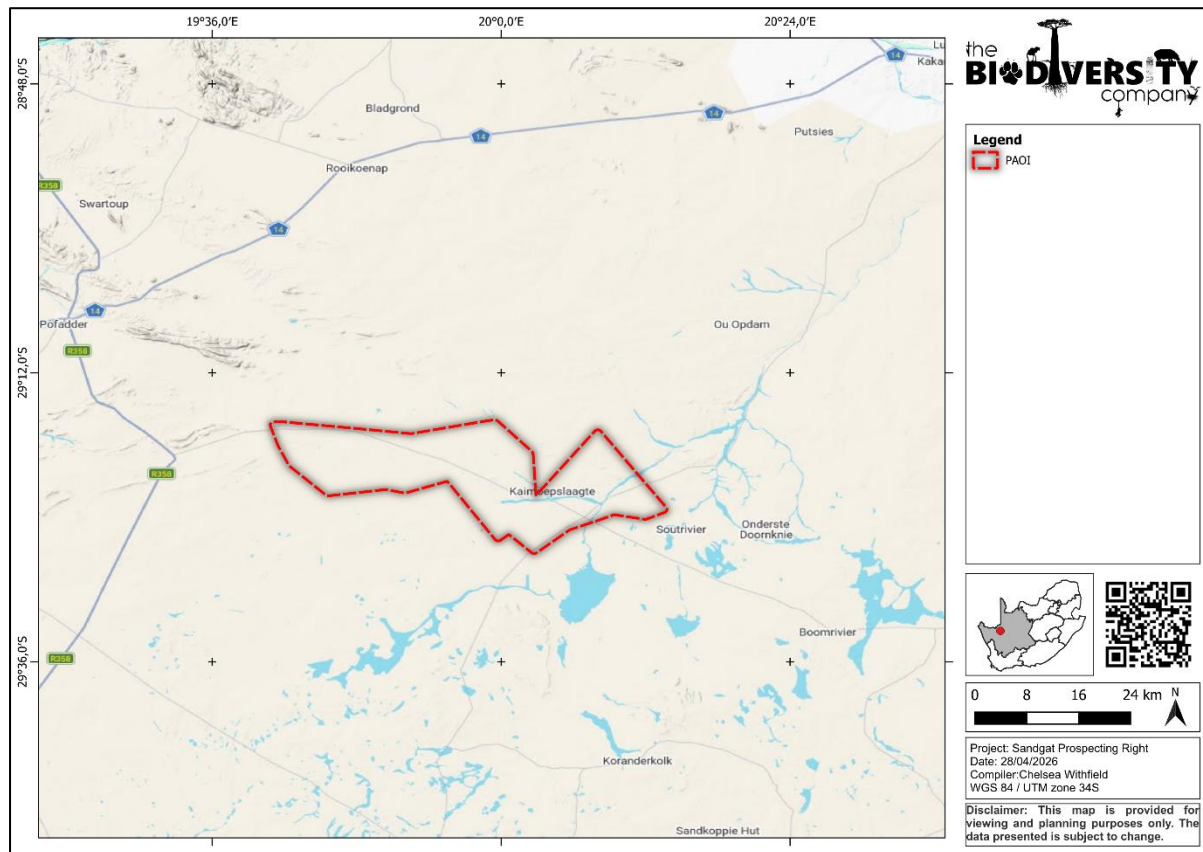 19°36,0'E
20°0,0'E
20°24,0'E
28°48,0'S
29°12,0'S
29°36,0'S
14
Lu
Kakar
Bladgrond
14
14
Putsies
Rooikoenap
R358
Swartoup
14
14
Pofadder
R358
Ou Opdam
R358
Kaimoepslaagte
Soutrivier
Onderste
Doornknie
Boomrivier
R358
Koranderkolk
Sandkoppie Hut
the
BIODIVERSITY
company
Legend
PAOI
0 8 16 24 km
N
Project: Sandgat Prospecting Right
Date: 28/04/2026
Compiler:Chelsea Withfield
WGS 84 / UTM zone 34S
Disclaimer: This map is provided for
viewing and planning purposes only. The
data presented is subject to change.